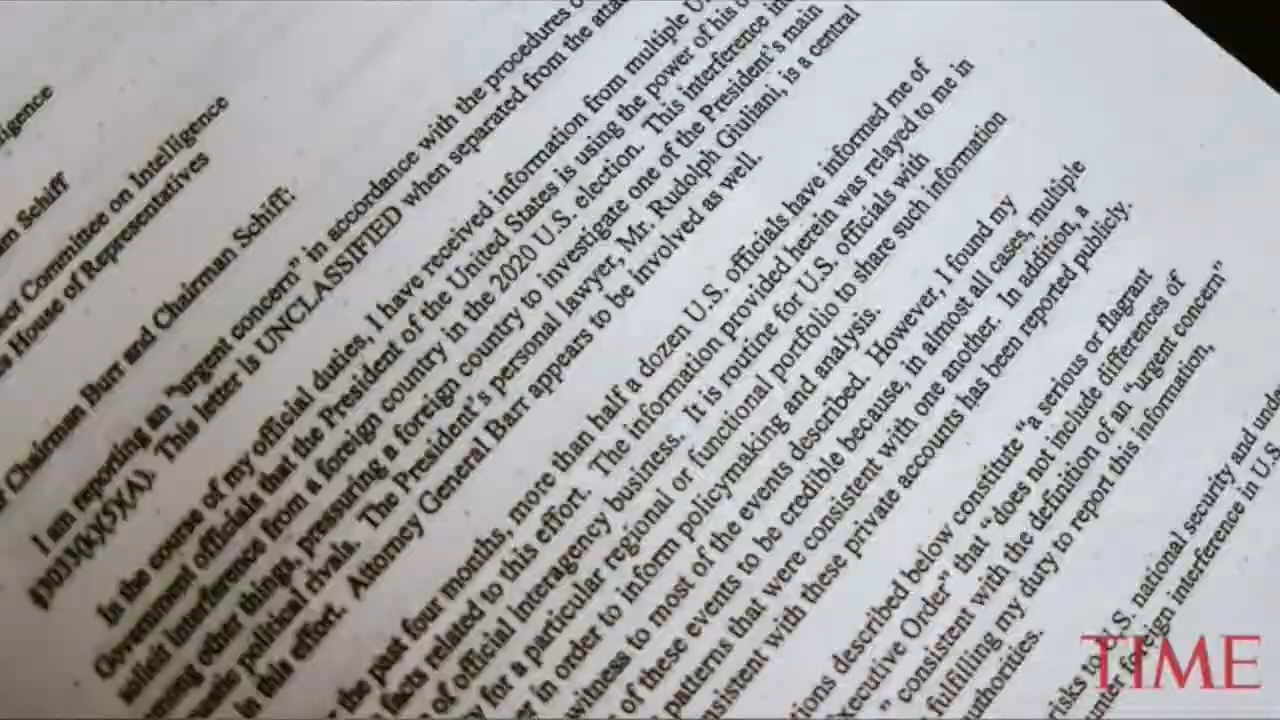 ligence
am Schiff
Committee on Intelligence
House of Representatives
Chairman Burr and Chairman Schiff:
I am reporting an “urgent concern” in accordance with the procedures
§3033(k)(5)(A). This letter is UNCLASSIFIED when separated from the
In the course of my official duties, I have received information from multiple
Government officials that the President of the United States is using the power of his
solicit interference from a foreign country in the 2020 U.S. election. This interference
among other things, pressuring a foreign country to investigate one of the President’s main
political rivals. The President’s personal lawyer, Mr. Rudolph Giuliani, is a central
in this effort. Attorney General Barr appears to be involved as well.
the past four months, more than half a dozen U.S. officials have informed me of
facts related to this effort. The information provided herein was relayed to me in
of official interagency business. It is routine for U.S. officials with
for a particular regional or functional portfolio to share such information
in order to inform policymaking and analysis.
witness to most of the events described. However, I found my
of these events to be credible because, in almost all cases, multiple
patterns that were consistent with one another. In addition, a
nsistent with these private accounts has been reported publicly.
tions described below constitute “a serious or flagrant
Executive Order” that “does not include differences of
” consistent with the definition of an “urgent concern”
fulfilling my duty to report this information,
authorities.
risks to U.S. national security and
foreign interference in U.S.
TIME